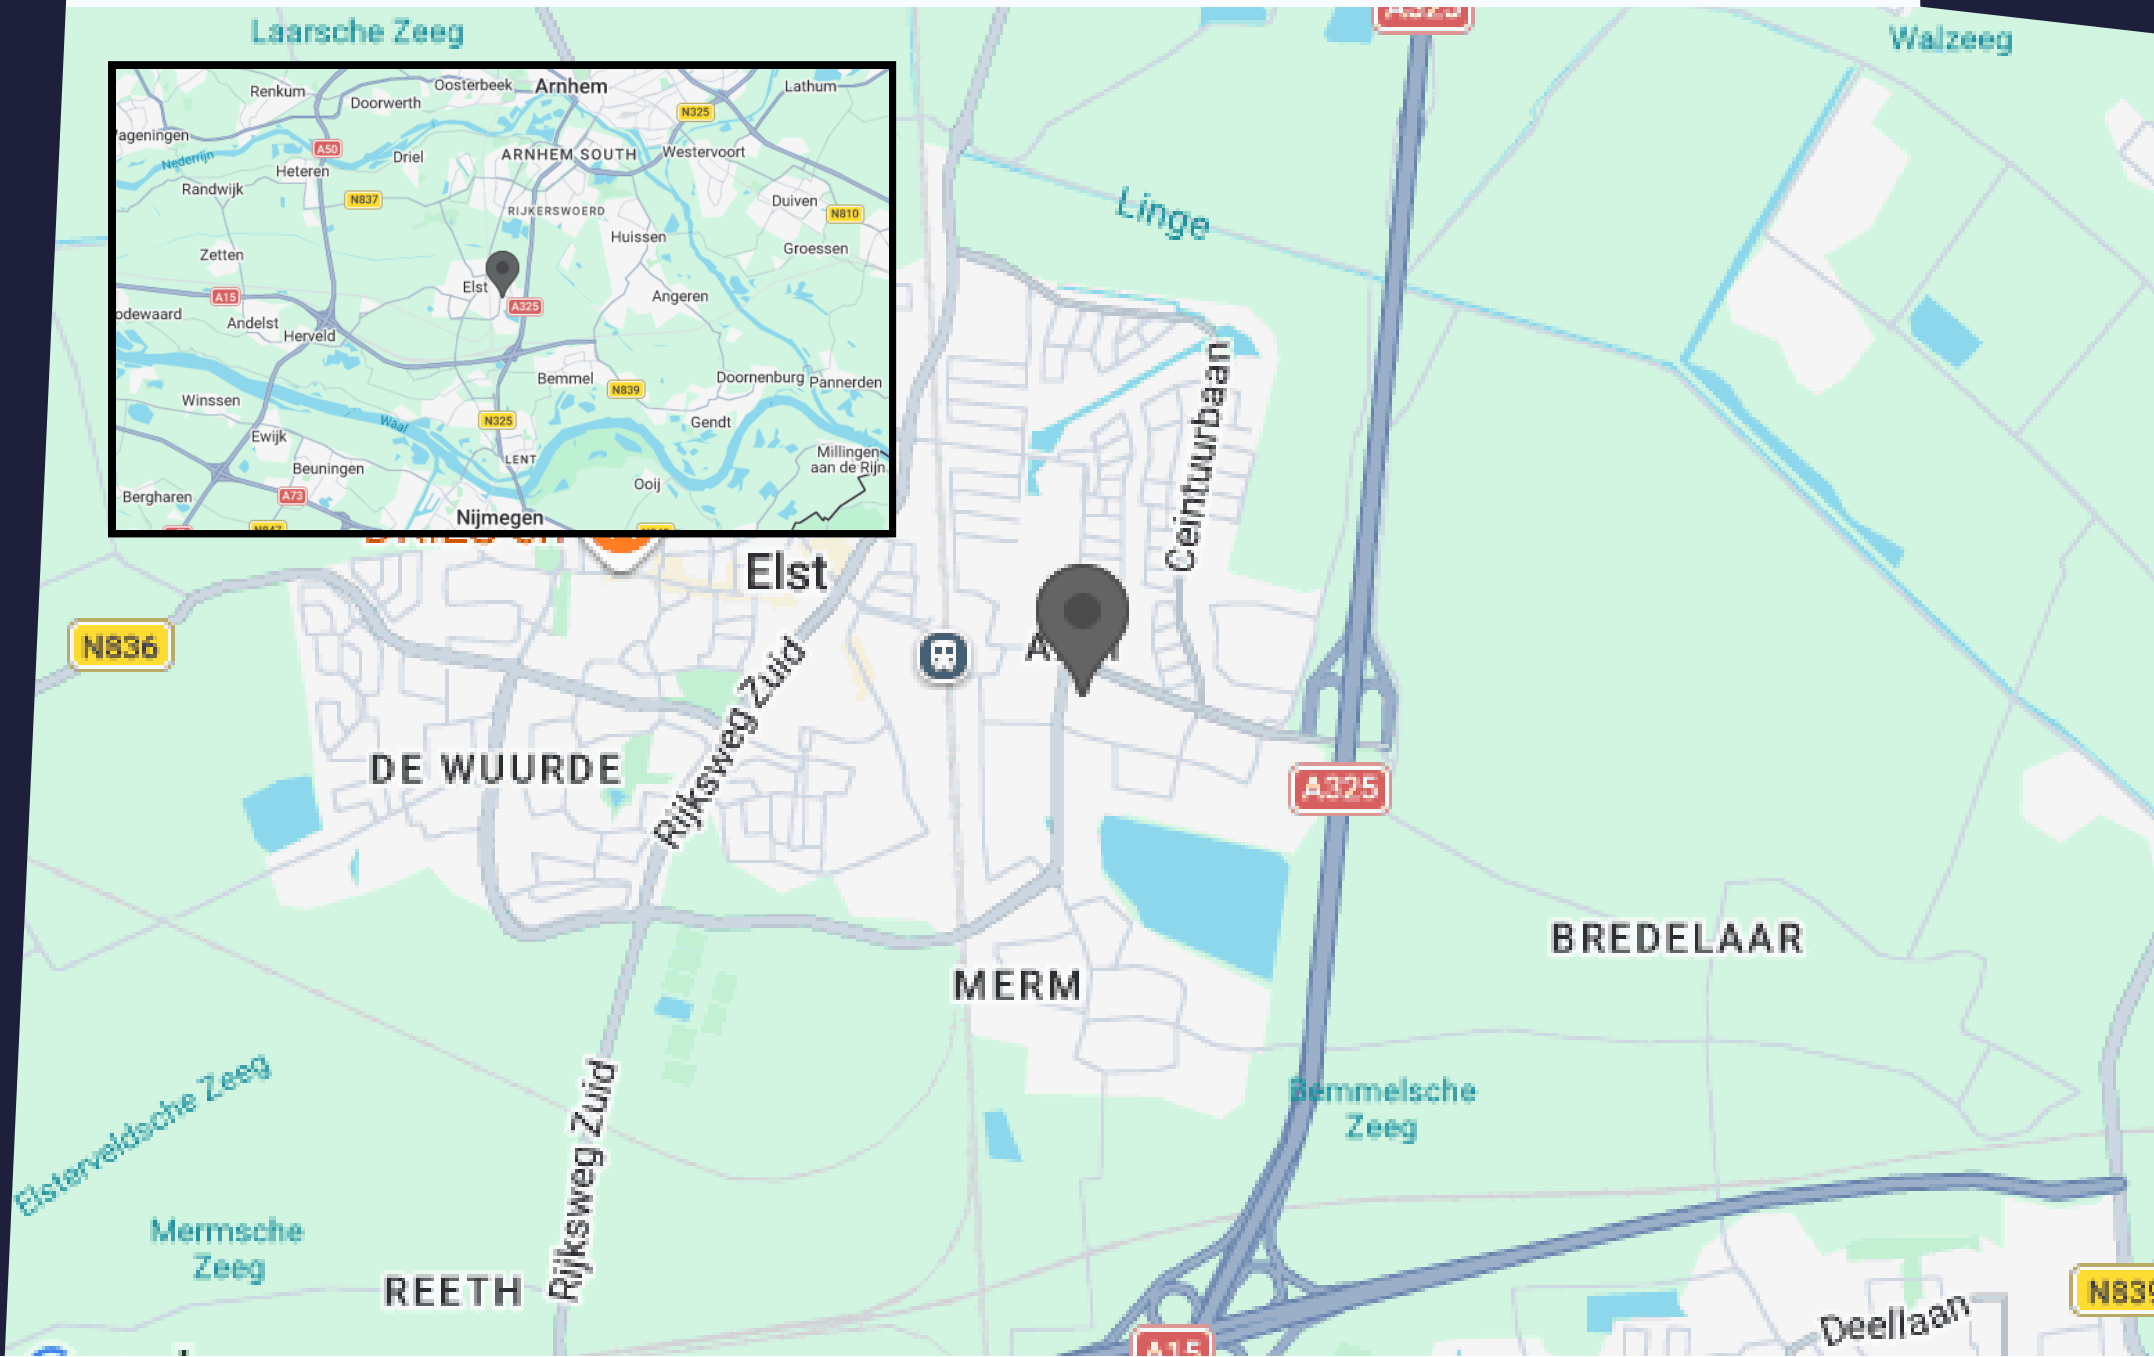 Laarsche Zeeg
Walzeeg
Renkum
Doorwerth
Oosterbeek
Arnhem
Lathum
N325
A50
Driel
ARNHEM SOUTH
Westervoort
Nederrijn
Heteren
Randwijk
N837
RIJKERSWOERD
Duiven
N810
Huissen
Groessen
Zetten
Elst
A325
Angeren
A15
Andelst
Herveld
Bemmel
N839
Doornenburg
Pannerden
Winssen
Waal
N325
Gendt
Ewijk
LENT
Millingen
aan de Rijn
Beuningen
Ooij
Bergharen
A73
Nijmegen
Linge
Ceintuurbaan
Elst
N836
Rijksweg Zuid
DE WUURDE
A325
BREDELAAR
MERM
Elsterveldsche Zeeg
Rijksweg Zuid
Bemmelsche
Zeeg
Mermsche
Zeeg
REETH
N839
Deellaan
A15